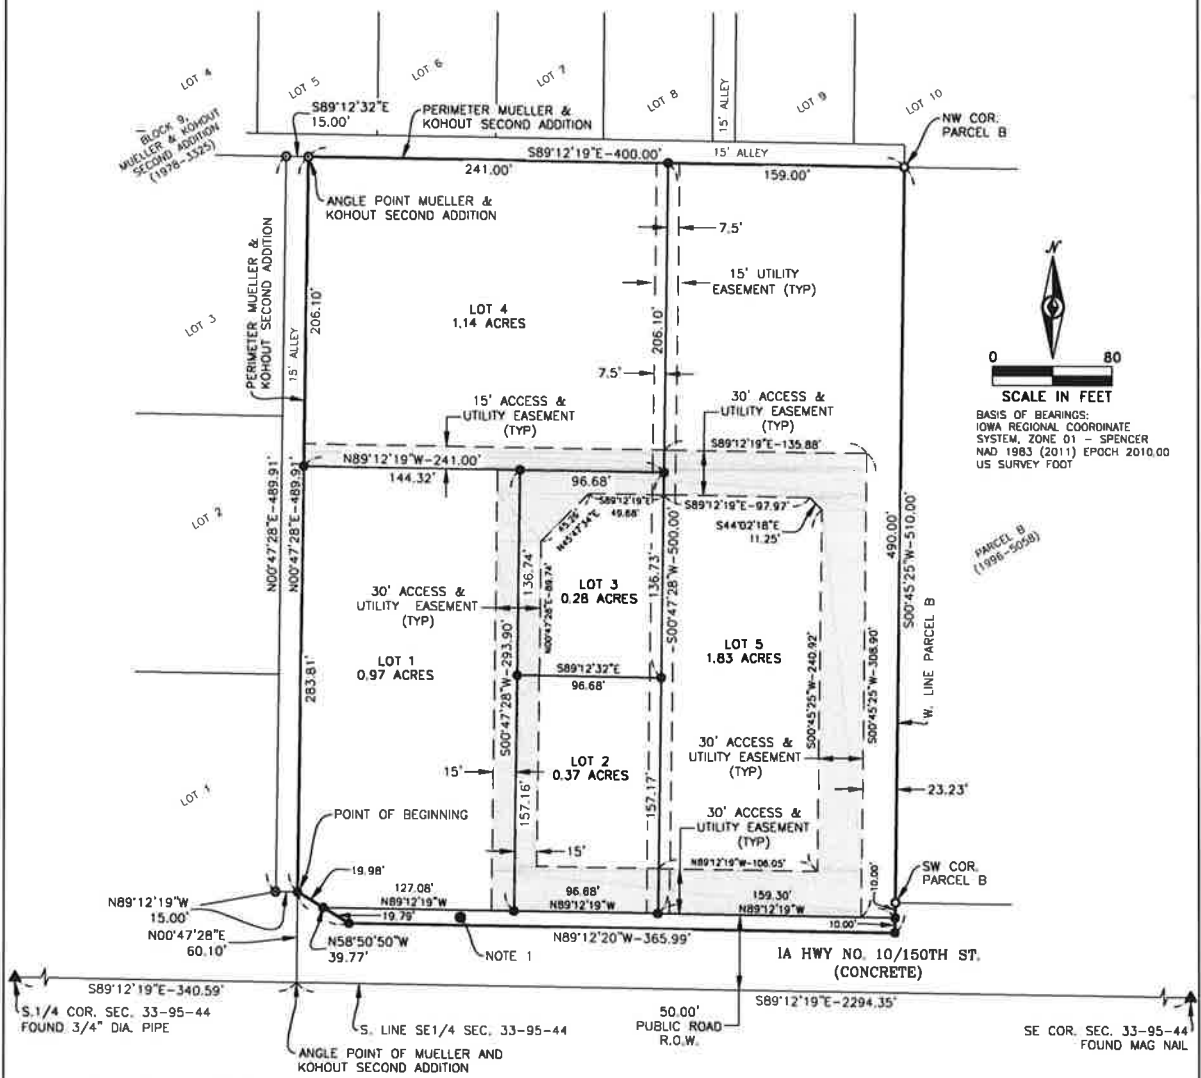 LOT 4
LOT 5
LOT 6
LOT 7
LOT 8
15' ALLEY
LOT 9
LOT 10
BLOCK 9,
MUELLER & KOHOUT
SECOND ADDITION
(1978-3325)
S89°12'32"E
15.00'
PERIMETER MUELLER &
KOHOUT SECOND ADDITION
NW COR.
PARCEL B
S89°12'19"E-400.00'
15' ALLEY
241.00'
159.00'
ANGLE POINT MUELLER &
KOHOUT SECOND ADDITION
7.5'
15' UTILITY
EASEMENT (TYP)
PERIMETER MUELLER &
KOHOUT SECOND ADDITION
206.10'
15' ALLEY
LOT 3
LOT 4
1.14 ACRES
206.10'
7.5'
N
0 80
SCALE IN FEET
BASIS OF BEARINGS:
IOWA REGIONAL COORDINATE
SYSTEM, ZONE 01 - SPENCER
NAD 1983 (2011) EPOCH 2010.00
US SURVEY FOOT
15' ACCESS &
UTILITY EASEMENT
(TYP)
30' ACCESS &
UTILITY EASEMENT
(TYP)
S89°12'19"E-135.88'
N89°12'19"W-241.00'
144.32'
96.68'
S89°12'19"E
49.68'
S89°12'19"E-97.97'
45.26'
N45°47'34"E
S44°02'18"E
11.25'
N00°47'28"E-489.91'
N00°47'28"E-489.91'
LOT 2
490.00'
S00°45'25"W-510.00'
PARCEL B
(1996-5058)
136.74'
136.73'
S00°47'28"W-500.00'
30' ACCESS &
UTILITY EASEMENT
(TYP)
N00°47'28"E-89.74'
LOT 3
0.28 ACRES
LOT 5
1.83 ACRES
LOT 1
0.97 ACRES
S89°12'32"E
96.68'
283.81'
S00°47'28"W-293.90'
S00°45'25"W-240.92'
S00°45'25"W-308.90'
W. LINE PARCEL B
30' ACCESS &
UTILITY EASEMENT
(TYP)
LOT 2
0.37 ACRES
15'
157.16'
157.17'
LOT 1
23.23'
POINT OF BEGINNING
30' ACCESS &
UTILITY EASEMENT
(TYP)
15'
N89°12'19"W-106.05'
SW COR.
PARCEL B
19.98'
10.00'
N89°12'19"W
15.00'
127.08'
N89°12'19"W
96.68'
N89°12'19"W
159.30'
N89°12'19"W
19.79'
10.00'
N00°47'28"E
60.10'
N58°50'50"W
39.77'
NOTE 1
N89°12'20"W-365.99'
IA HWY NO. 10/150TH ST.
(CONCRETE)
S89°12'19"E-340.59'
S89°12'19"E-2294.35'
S.1/4 COR. SEC. 33-95-44
FOUND 3/4" DIA. PIPE
S. LINE SE1/4 SEC. 33-95-44
50.00'
PUBLIC ROAD
R.O.W.
SE COR. SEC. 33-95-44
FOUND MAG NAIL
ANGLE POINT OF MUELLER AND
KOHOUT SECOND ADDITION